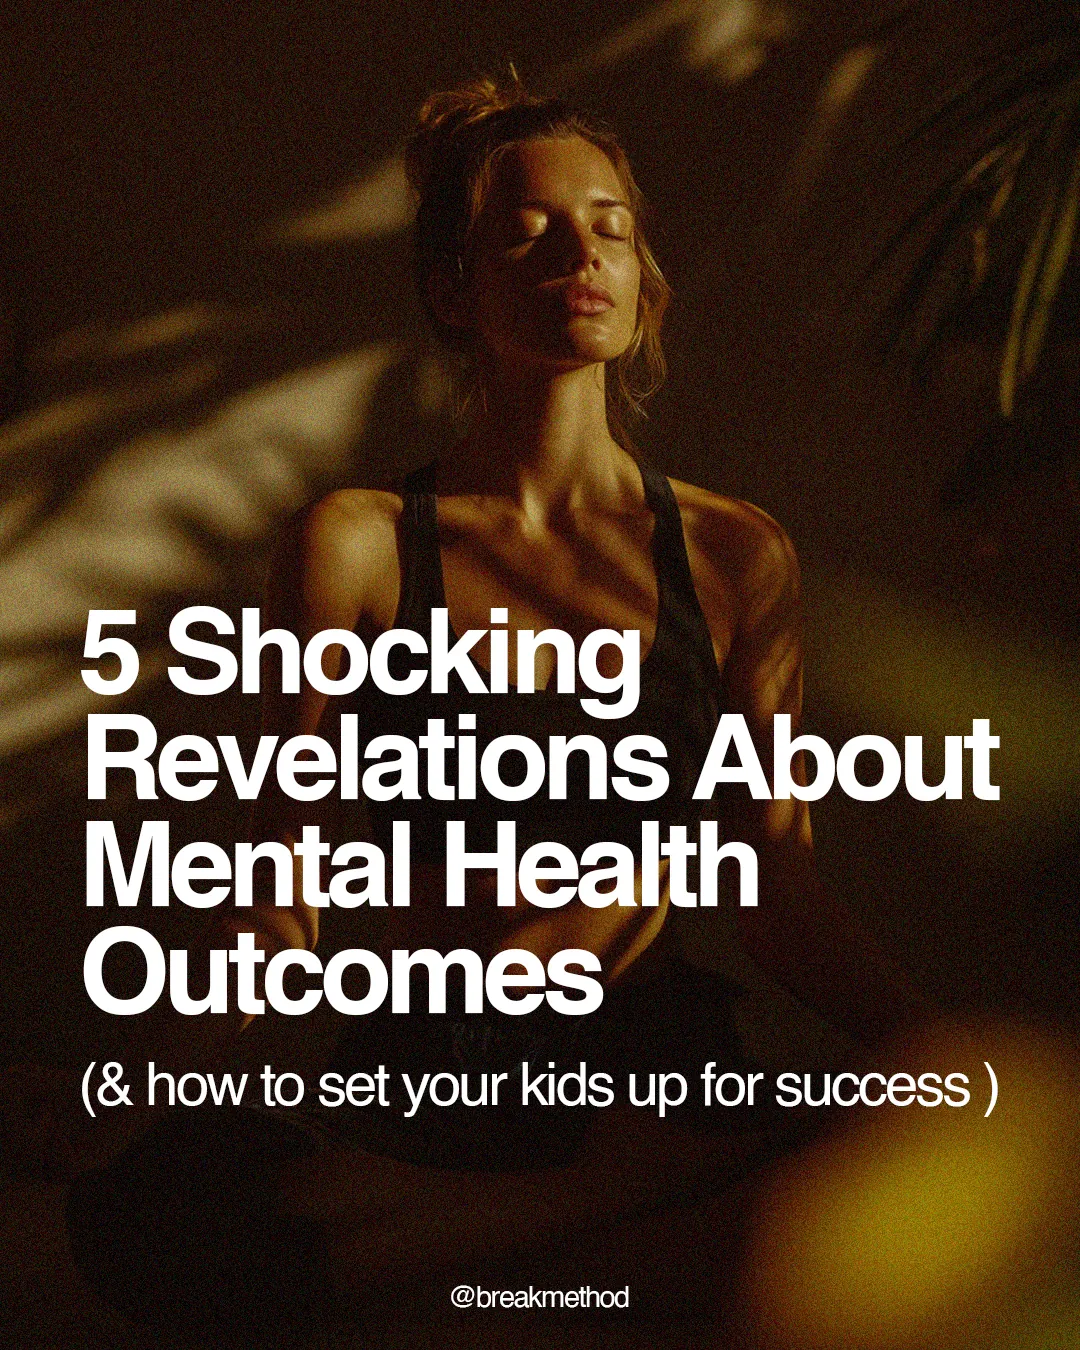 5 Shocking
Revelations About
Mental Health
Outcomes
(& how to set your kids up for success )
@breakmethod